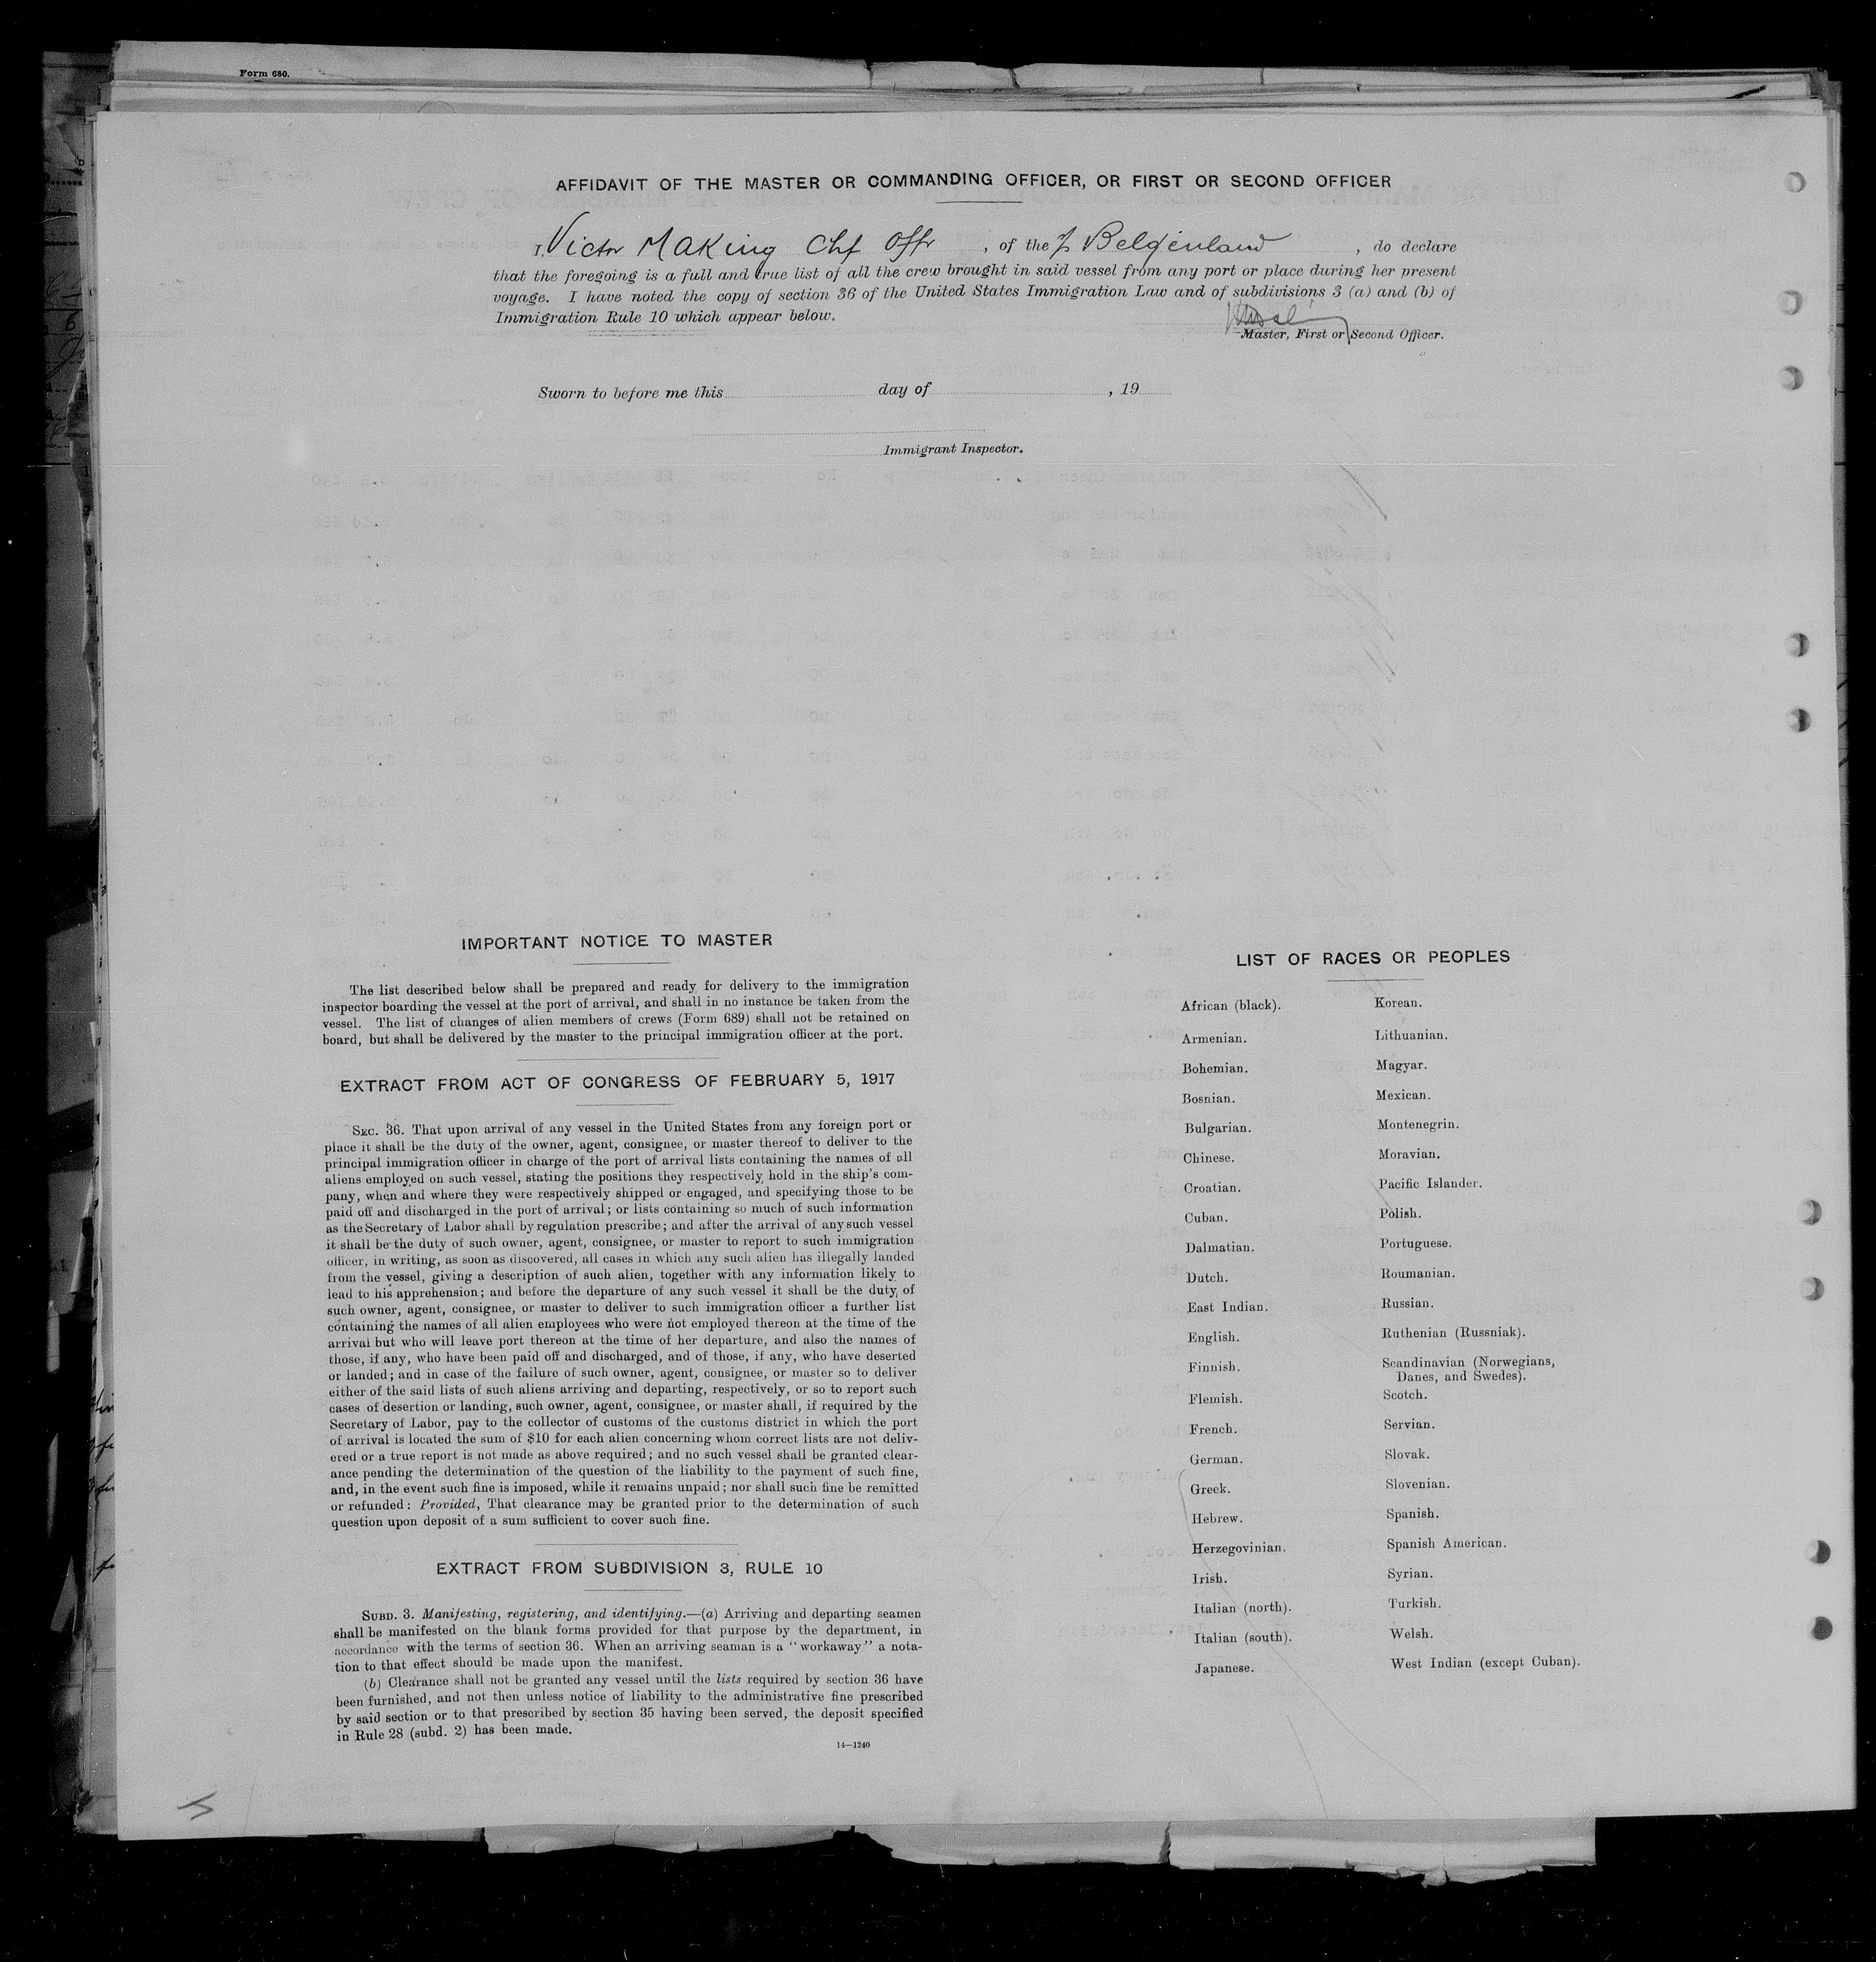 Form 680.
AFFIDAVIT OF THE MASTER OR COMMANDING OFFICER, OR FIRST OR SECOND OFFICER
I, Victor Making Chf Offr , of the Belgenland , do declare
that the foregoing is a full and true list of all the crew brought in said vessel from any port or place during her present
voyage. I have noted the copy of section 36 of the United States Immigration Law and of subdivisions 3 (a) and (b) of
Immigration Rule 10 which appear below.
Master, First or Second Officer.
Sworn to before me this day of , 19
Immigrant Inspector.
IMPORTANT NOTICE TO MASTER
The list described below shall be prepared and ready for delivery to the immigration
inspector boarding the vessel at the port of arrival, and shall in no instance be taken from the
vessel. The list of changes of alien members of crews (Form 689) shall not be retained on
board, but shall be delivered by the master to the principal immigration officer at the port.
EXTRACT FROM ACT OF CONGRESS OF FEBRUARY 5, 1917
SEC. 36. That upon arrival of any vessel in the United States from any foreign port or
place it shall be the duty of the owner, agent, consignee, or master thereof to deliver to the
principal immigration officer in charge of the port of arrival lists containing the names of all
aliens employed on such vessel, stating the positions they respectively hold in the ship's com-
pany, when and where they were respectively shipped or engaged, and specifying those to be
paid off and discharged in the port of arrival; or lists containing so much of such information
as the Secretary of Labor shall by regulation prescribe; and after the arrival of any such vessel
it shall be the duty of such owner, agent, consignee, or master to report to such immigration
officer, in writing, as soon as discovered, all cases in which any such alien has illegally landed
from the vessel, giving a description of such alien, together with any information likely to
lead to his apprehension; and before the departure of any such vessel it shall be the duty of
such owner, agent, consignee, or master to deliver to such immigration officer a further list
containing the names of all alien employees who were not employed thereon at the time of the
arrival but who will leave port thereon at the time of her departure, and also the names of
those, if any, who have been paid off and discharged, and of those, if any, who have deserted
or landed; and in case of the failure of such owner, agent, consignee, or master so to deliver
either of the said lists of such aliens arriving and departing, respectively, or so to report such
cases of desertion or landing, such owner, agent, consignee, or master shall, if required by the
Secretary of Labor, pay to the collector of customs of the customs district in which the port
of arrival is located the sum of $10 for each alien concerning whom correct lists are not deliv-
ered or a true report is not made as above required; and no such vessel shall be granted clear-
ance pending the determination of the question of the liability to the payment of such fine,
and, in the event such fine is imposed, while it remains unpaid; nor shall such fine be remitted
or refunded: Provided, That clearance may be granted prior to the determination of such
question upon deposit of a sum sufficient to cover such fine.
EXTRACT FROM SUBDIVISION 3, RULE 10
SUBD. 3. Manifesting, registering, and identifying.—(a) Arriving and departing seamen
shall be manifested on the blank forms provided for that purpose by the department, in
accordance with the terms of section 36. When an arriving seaman is a "workaway" a nota-
tion to that effect should be made upon the manifest.
(b) Clearance shall not be granted any vessel until the lists required by section 36 have
been furnished, and not then unless notice of liability to the administrative fine prescribed
by said section or to that prescribed by section 35 having been served, the deposit specified
in Rule 28 (subd. 2) has been made.
14—1240
LIST OF RACES OR PEOPLES
African (black).
Armenian.
Bohemian.
Bosnian.
Bulgarian.
Chinese.
Croatian.
Cuban.
Dalmatian.
Dutch.
East Indian.
English.
Finnish.
Flemish.
French.
German.
Greek.
Hebrew.
Herzegovinian.
Irish.
Italian (north).
Italian (south).
Japanese.
Korean.
Lithuanian.
Magyar.
Mexican.
Montenegrin.
Moravian.
Pacific Islander.
Polish.
Portuguese.
Roumanian.
Russian.
Ruthenian (Russniak).
Scandinavian (Norwegians,
Danes, and Swedes).
Scotch.
Servian.
Slovak.
Slovenian.
Spanish.
Spanish American.
Syrian.
Turkish.
Welsh.
West Indian (except Cuban).